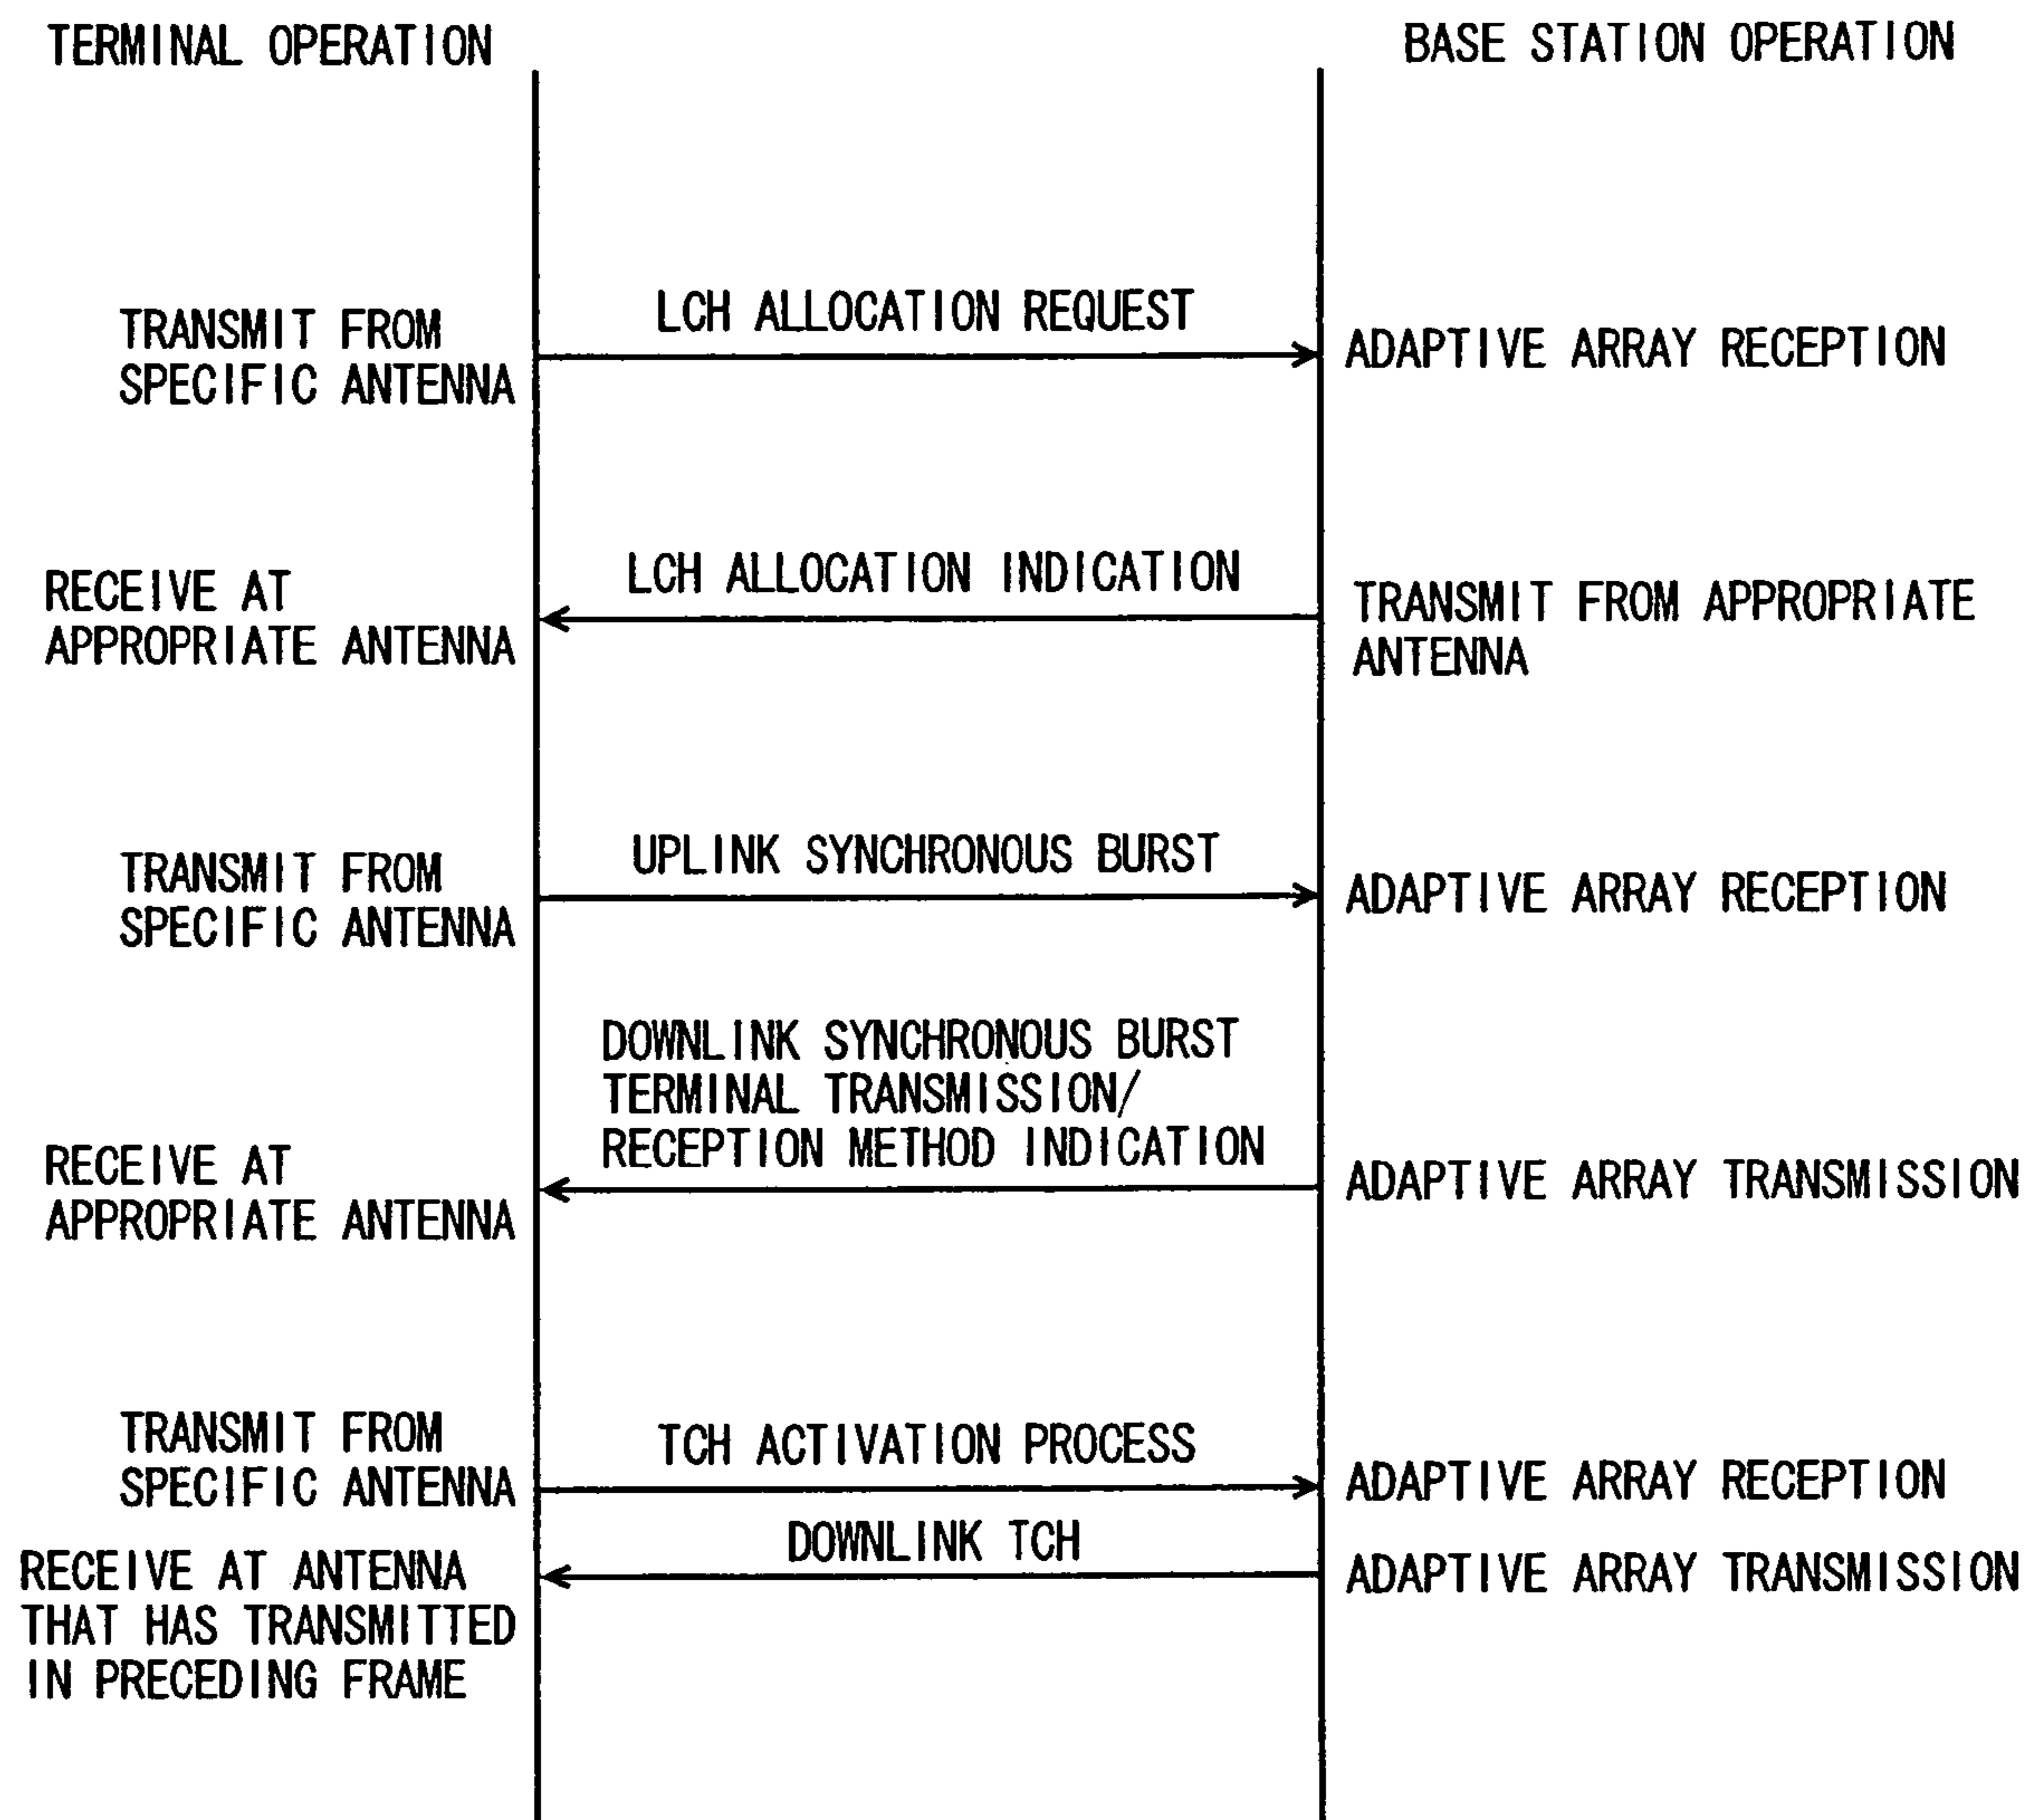 TERMINAL OPERATION
BASE STATION OPERATION
TRANSMIT FROM
SPECIFIC ANTENNA
LCH ALLOCATION REQUEST
ADAPTIVE ARRAY RECEPTION
RECEIVE AT
APPROPRIATE ANTENNA
LCH ALLOCATION INDICATION
TRANSMIT FROM APPROPRIATE
ANTENNA
TRANSMIT FROM
SPECIFIC ANTENNA
UPLINK SYNCHRONOUS BURST
ADAPTIVE ARRAY RECEPTION
DOWNLINK SYNCHRONOUS BURST
TERMINAL TRANSMISSION/
RECEPTION METHOD INDICATION
RECEIVE AT
APPROPRIATE ANTENNA
ADAPTIVE ARRAY TRANSMISSION
TRANSMIT FROM
SPECIFIC ANTENNA
TCH ACTIVATION PROCESS
ADAPTIVE ARRAY RECEPTION
DOWNLINK TCH
RECEIVE AT ANTENNA
THAT HAS TRANSMITTED
IN PRECEDING FRAME
ADAPTIVE ARRAY TRANSMISSION